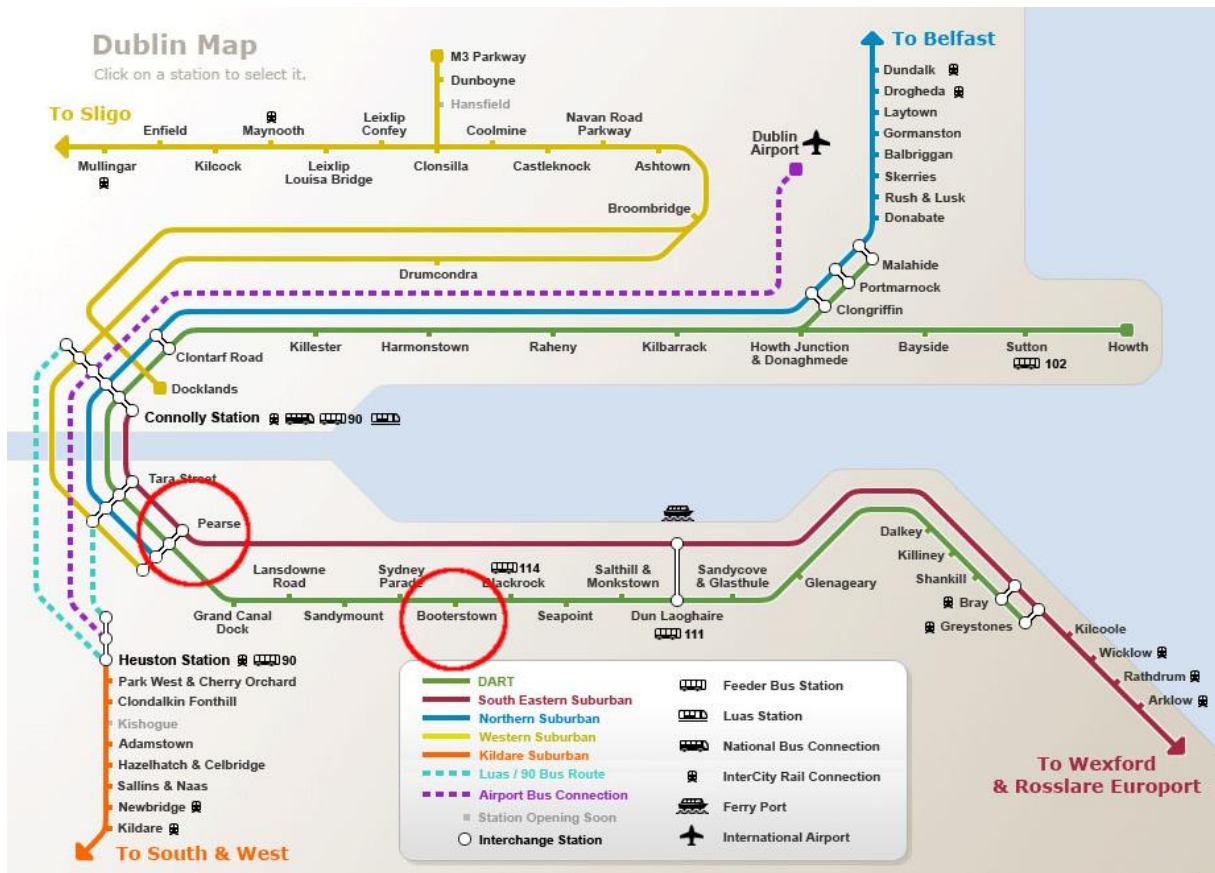 Dublin Map
Click on a station to select it.
To Belfast
Dundalk
Drogheda
Laytown
Gormanston
Balbriggan
Skerries
Rush & Lusk
Donabate
M3 Parkway
Dunboyne
Hansfield
To Sligo
Enfield
Maynooth
Leixlip
Confey
Coolmine
Navan Road
Parkway
Mullingar
Kilcock
Leixlip
Louisa Bridge
Clonsilla
Castleknock
Ashtown
Dublin
Airport
Broombridge
Drumcondra
Malahide
Portmarnock
Clongriffin
Clontarf Road
Killester
Harmonstown
Raheny
Kilbarrack
Howth Junction
& Donaghmede
Bayside
Sutton
102
Howth
Docklands
Connolly Station
90
Tara Street
Pearse
Lansdowne
Road
Sydney
Parade
114
Blackrock
Salthill &
Monkstown
Sandycove
& Glasthule
Glenageary
Grand Canal
Dock
Sandymount
Booterstown
Seapoint
Dun Laoghaire
111
Dalkey
Killiney
Shankill
Bray
Greystones
Kilcoole
Wicklow
Rathdrum
Arklow
To Wexford
& Rosslare Europort
Heuston Station
90
Park West & Cherry Orchard
Clondalkin Fonthill
Kishogue
Adamstown
Hazelhatch & Celbridge
Sallins & Naas
Newbridge
Kildare
To South & West
DART
South Eastern Suburban
Northern Suburban
Western Suburban
Kildare Suburban
Luas / 90 Bus Route
Airport Bus Connection
Station Opening Soon
Interchange Station
Feeder Bus Station
Luas Station
National Bus Connection
InterCity Rail Connection
Ferry Port
International Airport